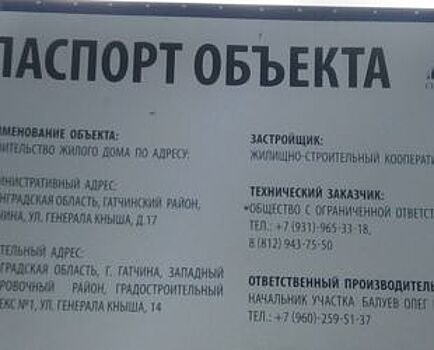 ПАСПОРТ ОБЪЕКТА
ИМЕНОВАНИЕ ОБЪЕКТА:
ИТЕЛЬСТВО ЖИЛОГО ДОМА ПО АДРЕСУ:
МИНИСТРАТИВНЫЙ АДРЕС:
НГРАДСКАЯ ОБЛАСТЬ, ГАТЧИНСКИЙ РАЙОН,
ЧИНА, УЛ. ГЕНЕРАЛА КНЫША, Д.17
ТЕЛЬНЫЙ АДРЕС:
ГРАДСКАЯ ОБЛАСТЬ, Г. ГАТЧИНА, ЗАПАДНЫЙ
РОВОЧНЫЙ РАЙОН, ГРАДОСТРОИТЕЛЬНЫЙ
ЕКС №1, УЛ. ГЕНЕРАЛА КНЫША, 14
ЗАСТРОЙЩИК:
ЖИЛИЩНО-СТРОИТЕЛЬНЫЙ КООПЕРАТИ
ТЕХНИЧЕСКИЙ ЗАКАЗЧИК:
ОБЩЕСТВО С ОГРАНИЧЕННОЙ ОТВЕТСТ
ТЕЛ.: +7 (931)-965-33-18,
8 (812) 943-75-50
ОТВЕТСТВЕННЫЙ ПРОИЗВОДИТЕЛЬ
НАЧАЛЬНИК УЧАСТКА БАЛУЕВ ОЛЕГ
ТЕЛ.: +7 (960)-259-51-37